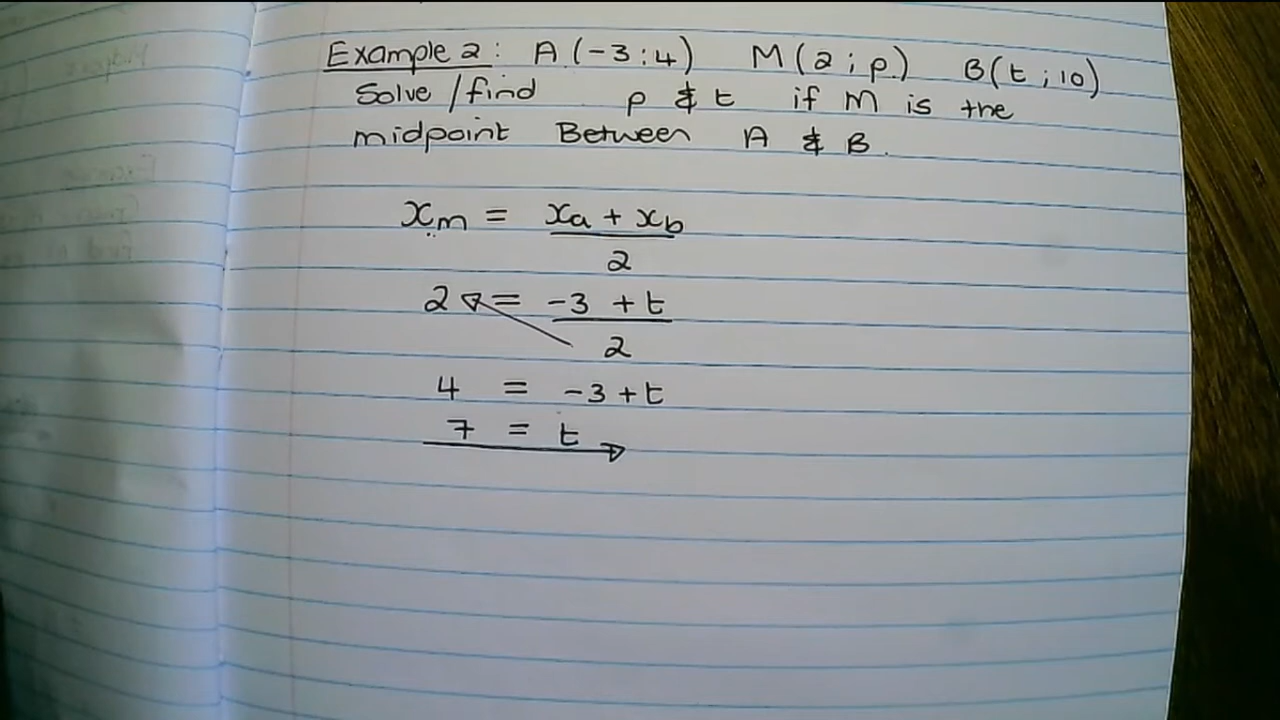 Example 2: A(-3;4) M(2;p) B(t;10)
Solve/find p & t if M is the
midpoint Between A & B.
xm = xa + xb
2
2 = -3 + t
2
4 = -3 + t
7 = t